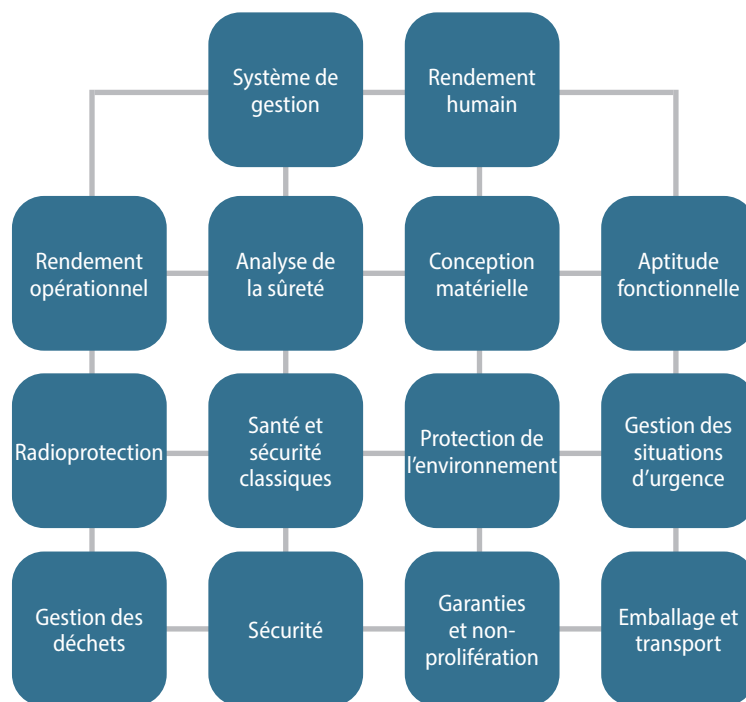 Système de
gestion
Rendement
humain
Rendement
opérationnel
Analyse de
la sûreté
Conception
matérielle
Aptitude
fonctionnelle
Radioprotection
Santé et
sécurité
classiques
Protection de
l'environnement
Gestion des
situations
d'urgence
Gestion des
déchets
Sécurité
Garanties
et non-
prolifération
Emballage et
transport